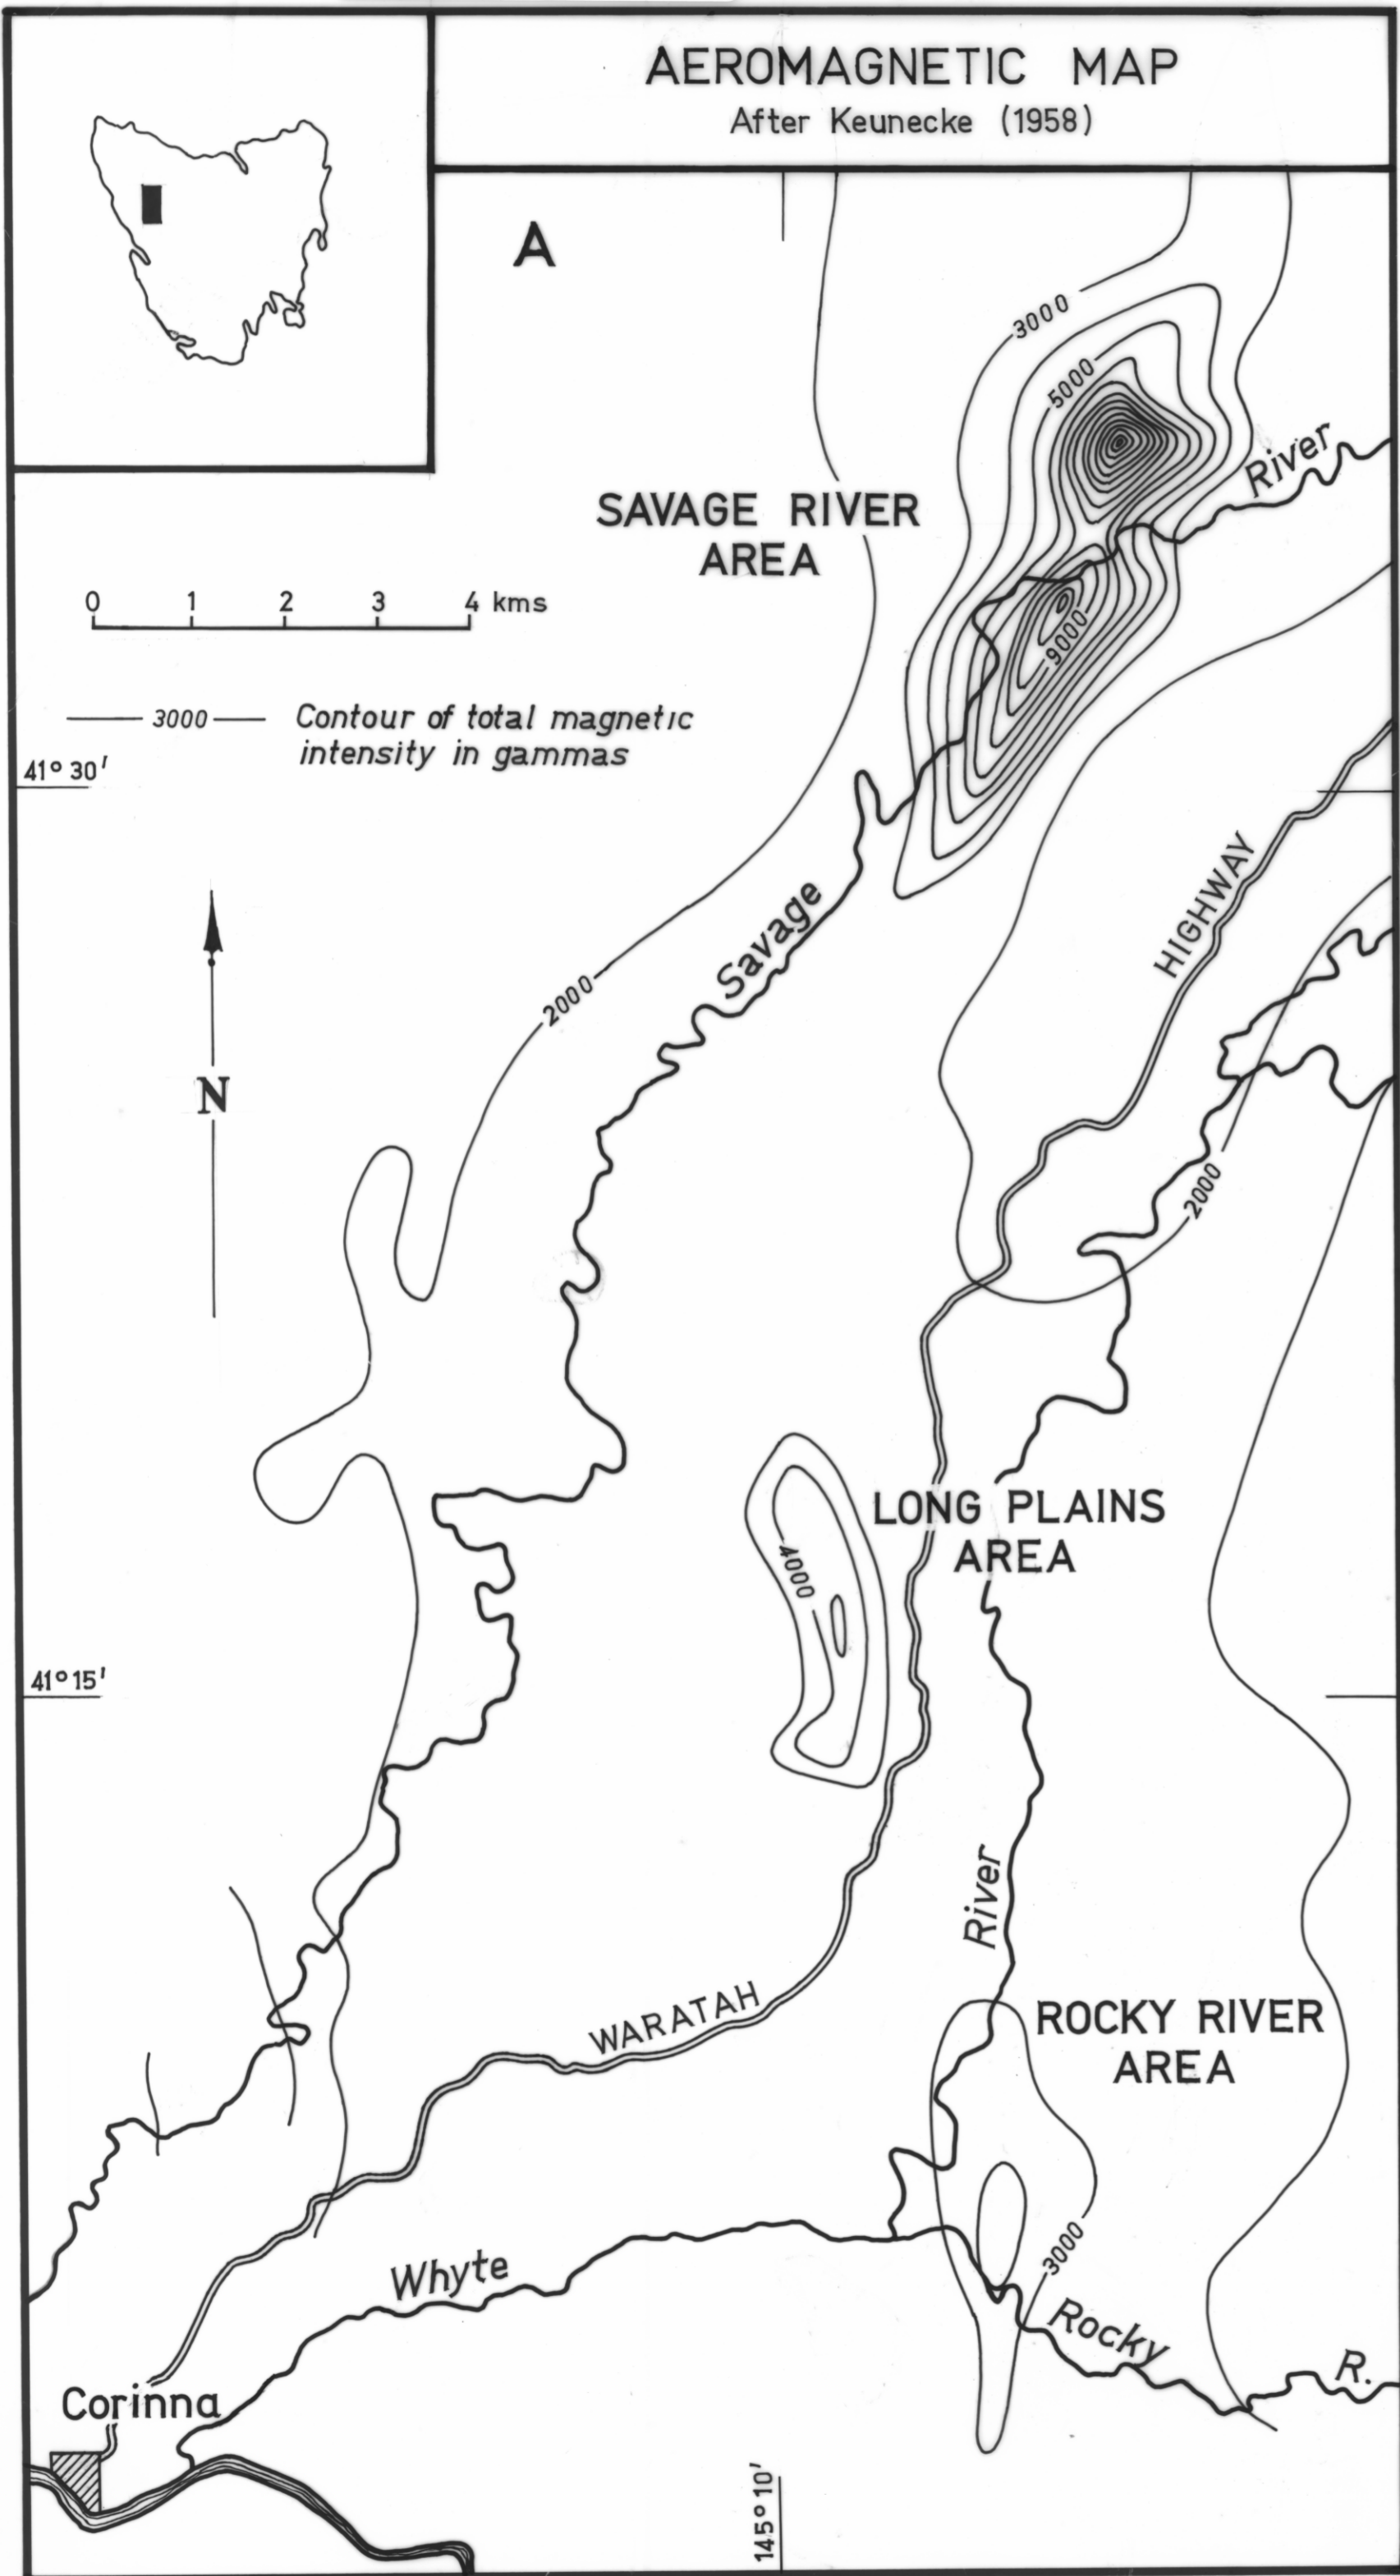 AEROMAGNETIC MAP
After Keunecke (1958)
A
3000
5000
River
SAVAGE RIVER
AREA
0 1 2 3 4 kms
9000
3000 Contour of total magnetic
intensity in gammas
41° 30'
HIGHWAY
Savage
2000
N
2000
LONG PLAINS
AREA
4000
41° 15'
River
WARATAH
ROCKY RIVER
AREA
3000
Whyte
Rocky
R.
Corinna
145° 10'